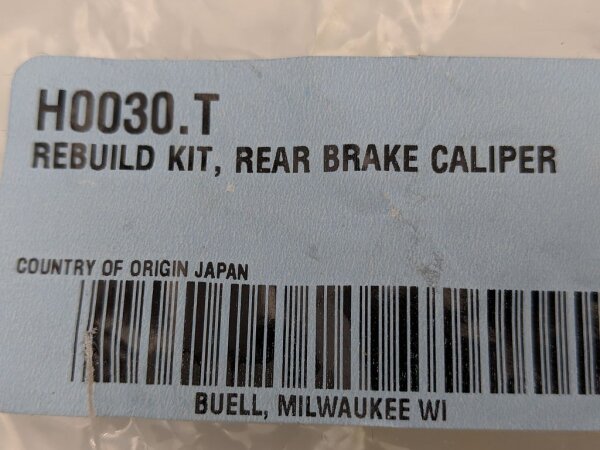 H0030.T
REBUILD KIT, REAR BRAKE CALIPER
COUNTRY OF ORIGIN JAPAN
BUELL, MILWAUKEE WI